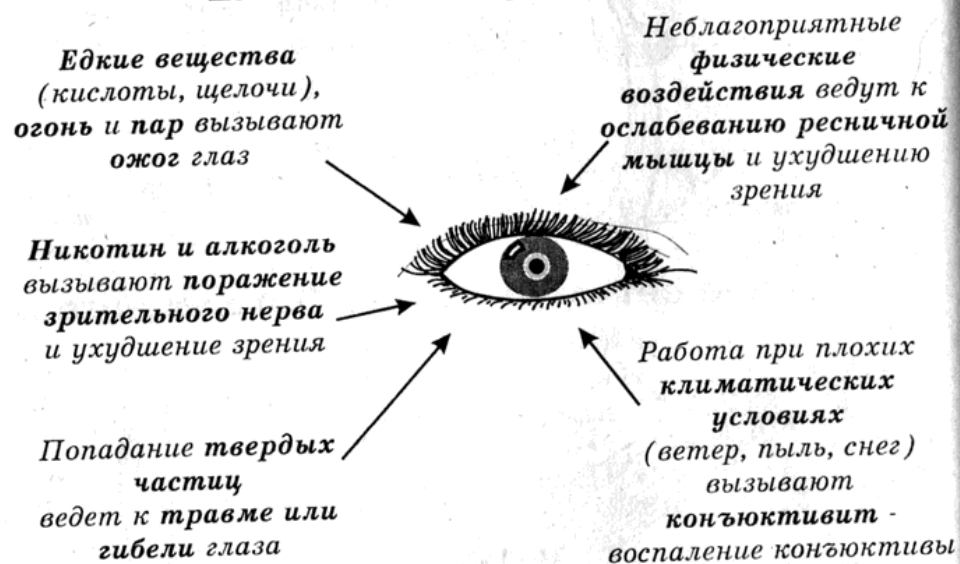 Едкие вещества
(кислоты, щелочи),
огонь и пар вызывают
ожог глаз
Неблагоприятные
физические
воздействия ведут к
ослабеванию ресничной
мышцы и ухудшению
зрения
Никотин и алкоголь
вызывают поражение
зрительного нерва
и ухудшение зрения
Попадание твердых
частиц
ведет к травме или
гибели глаза
Работа при плохих
климатических
условиях
(ветер, пыль, снег)
вызывают
конъюктивит -
воспаление конъюктивы